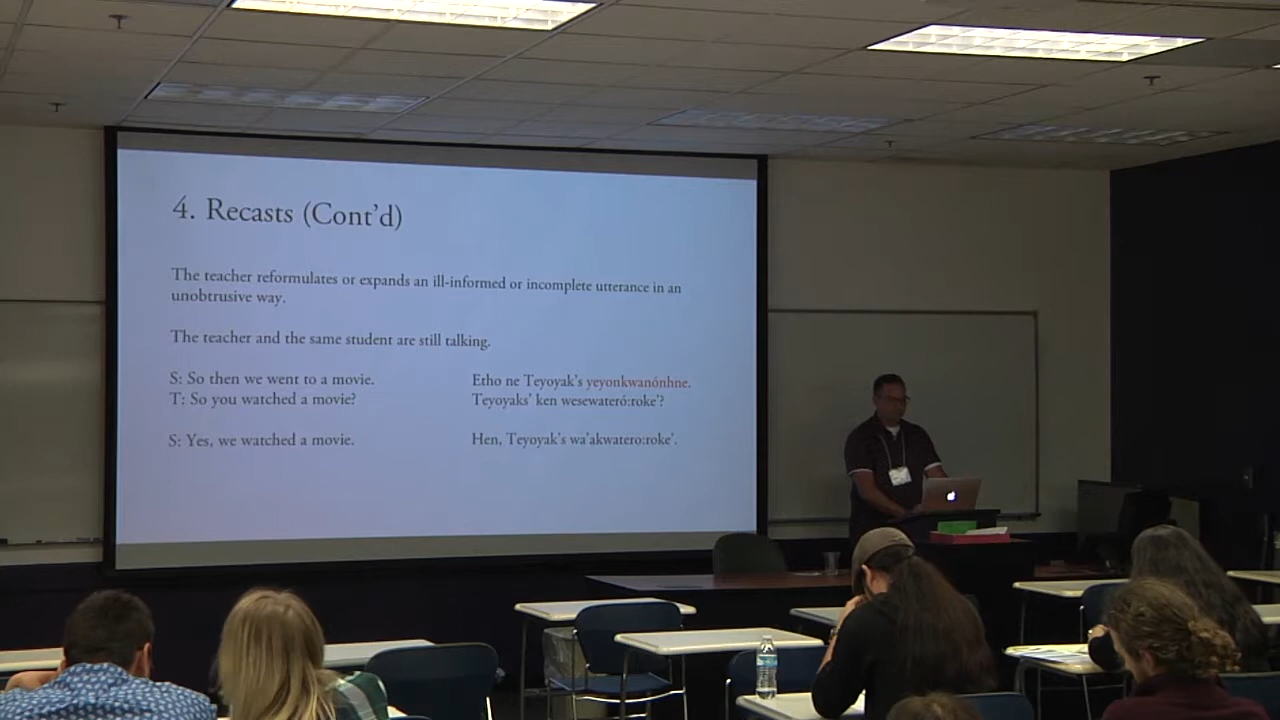 4. Recasts (Cont’d)
The teacher reformulates or expands an ill-informed or incomplete utterance in an
unobtrusive way.
The teacher and the same student are still talking.
S: So then we went to a movie.
T: So you watched a movie?
S: Yes, we watched a movie.
Etho ne Teyoyak’s yeyonkwanónhne.
Teyoyaks’ ken wesewateró:roke’?
Hen, Teyoyak’s wa’akwatero:roke’.